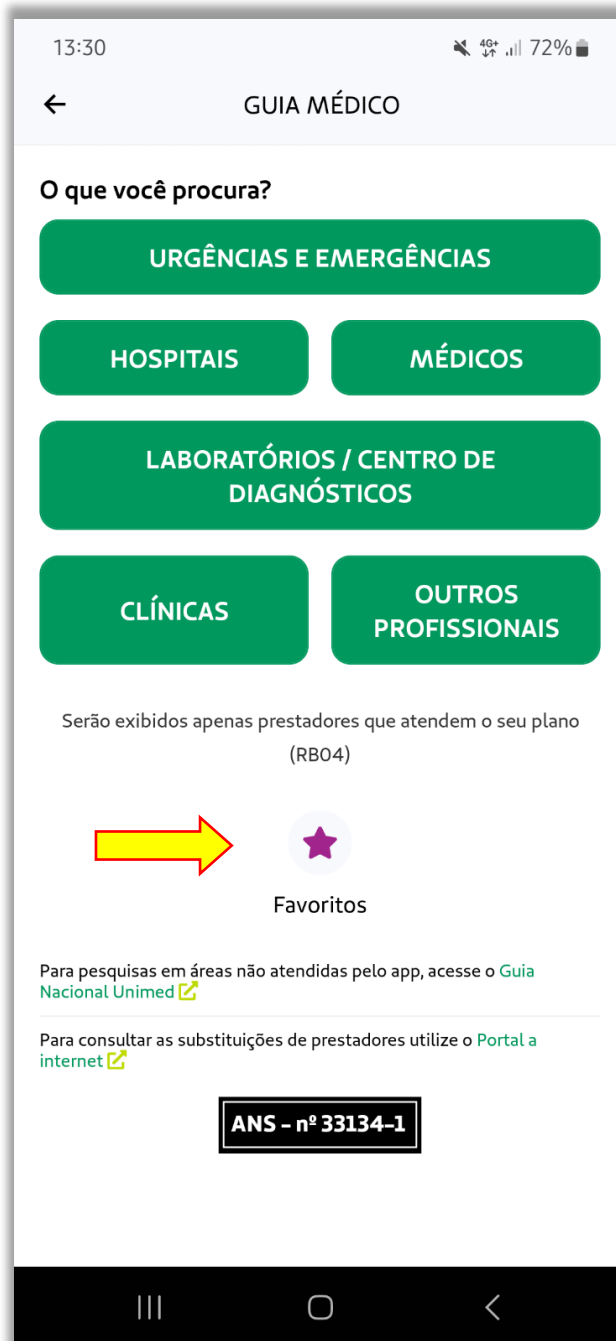 13:30
4G+ 72%
GUIA MÉDICO
O que você procura?
URGÊNCIAS E EMERGÊNCIAS
HOSPITAIS
MÉDICOS
LABORATÓRIOS / CENTRO DE
DIAGNÓSTICOS
CLÍNICAS
OUTROS
PROFISSIONAIS
Serão exibidos apenas prestadores que atendem o seu plano
(RB04)
Favoritos
Para pesquisas em áreas não atendidas pelo app, acesse o Guia
Nacional Unimed
Para consultar as substituições de prestadores utilize o Portal a
internet
ANS – nº 33134-1